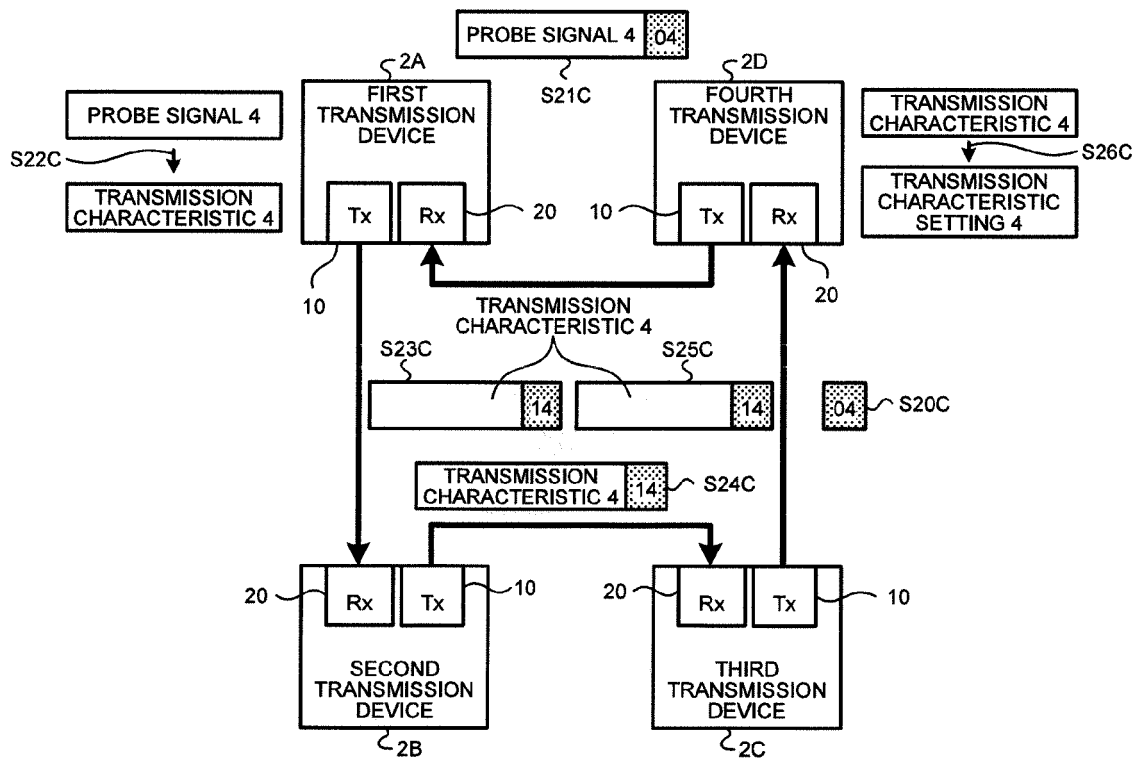 PROBE SIGNAL 4 04
S21C
2A
FIRST
TRANSMISSION
DEVICE
Tx
Rx
20
10
2D
FOURTH
TRANSMISSION
DEVICE
10
Tx
Rx
20
PROBE SIGNAL 4
S22C
TRANSMISSION
CHARACTERISTIC 4
TRANSMISSION
CHARACTERISTIC 4
S26C
TRANSMISSION
CHARACTERISTIC
SETTING 4
TRANSMISSION
CHARACTERISTIC 4
S23C
14
S25C
14
04
S20C
TRANSMISSION
CHARACTERISTIC 4
14
S24C
20
Rx
Tx
10
SECOND
TRANSMISSION
DEVICE
2B
20
Rx
Tx
10
THIRD
TRANSMISSION
DEVICE
2C